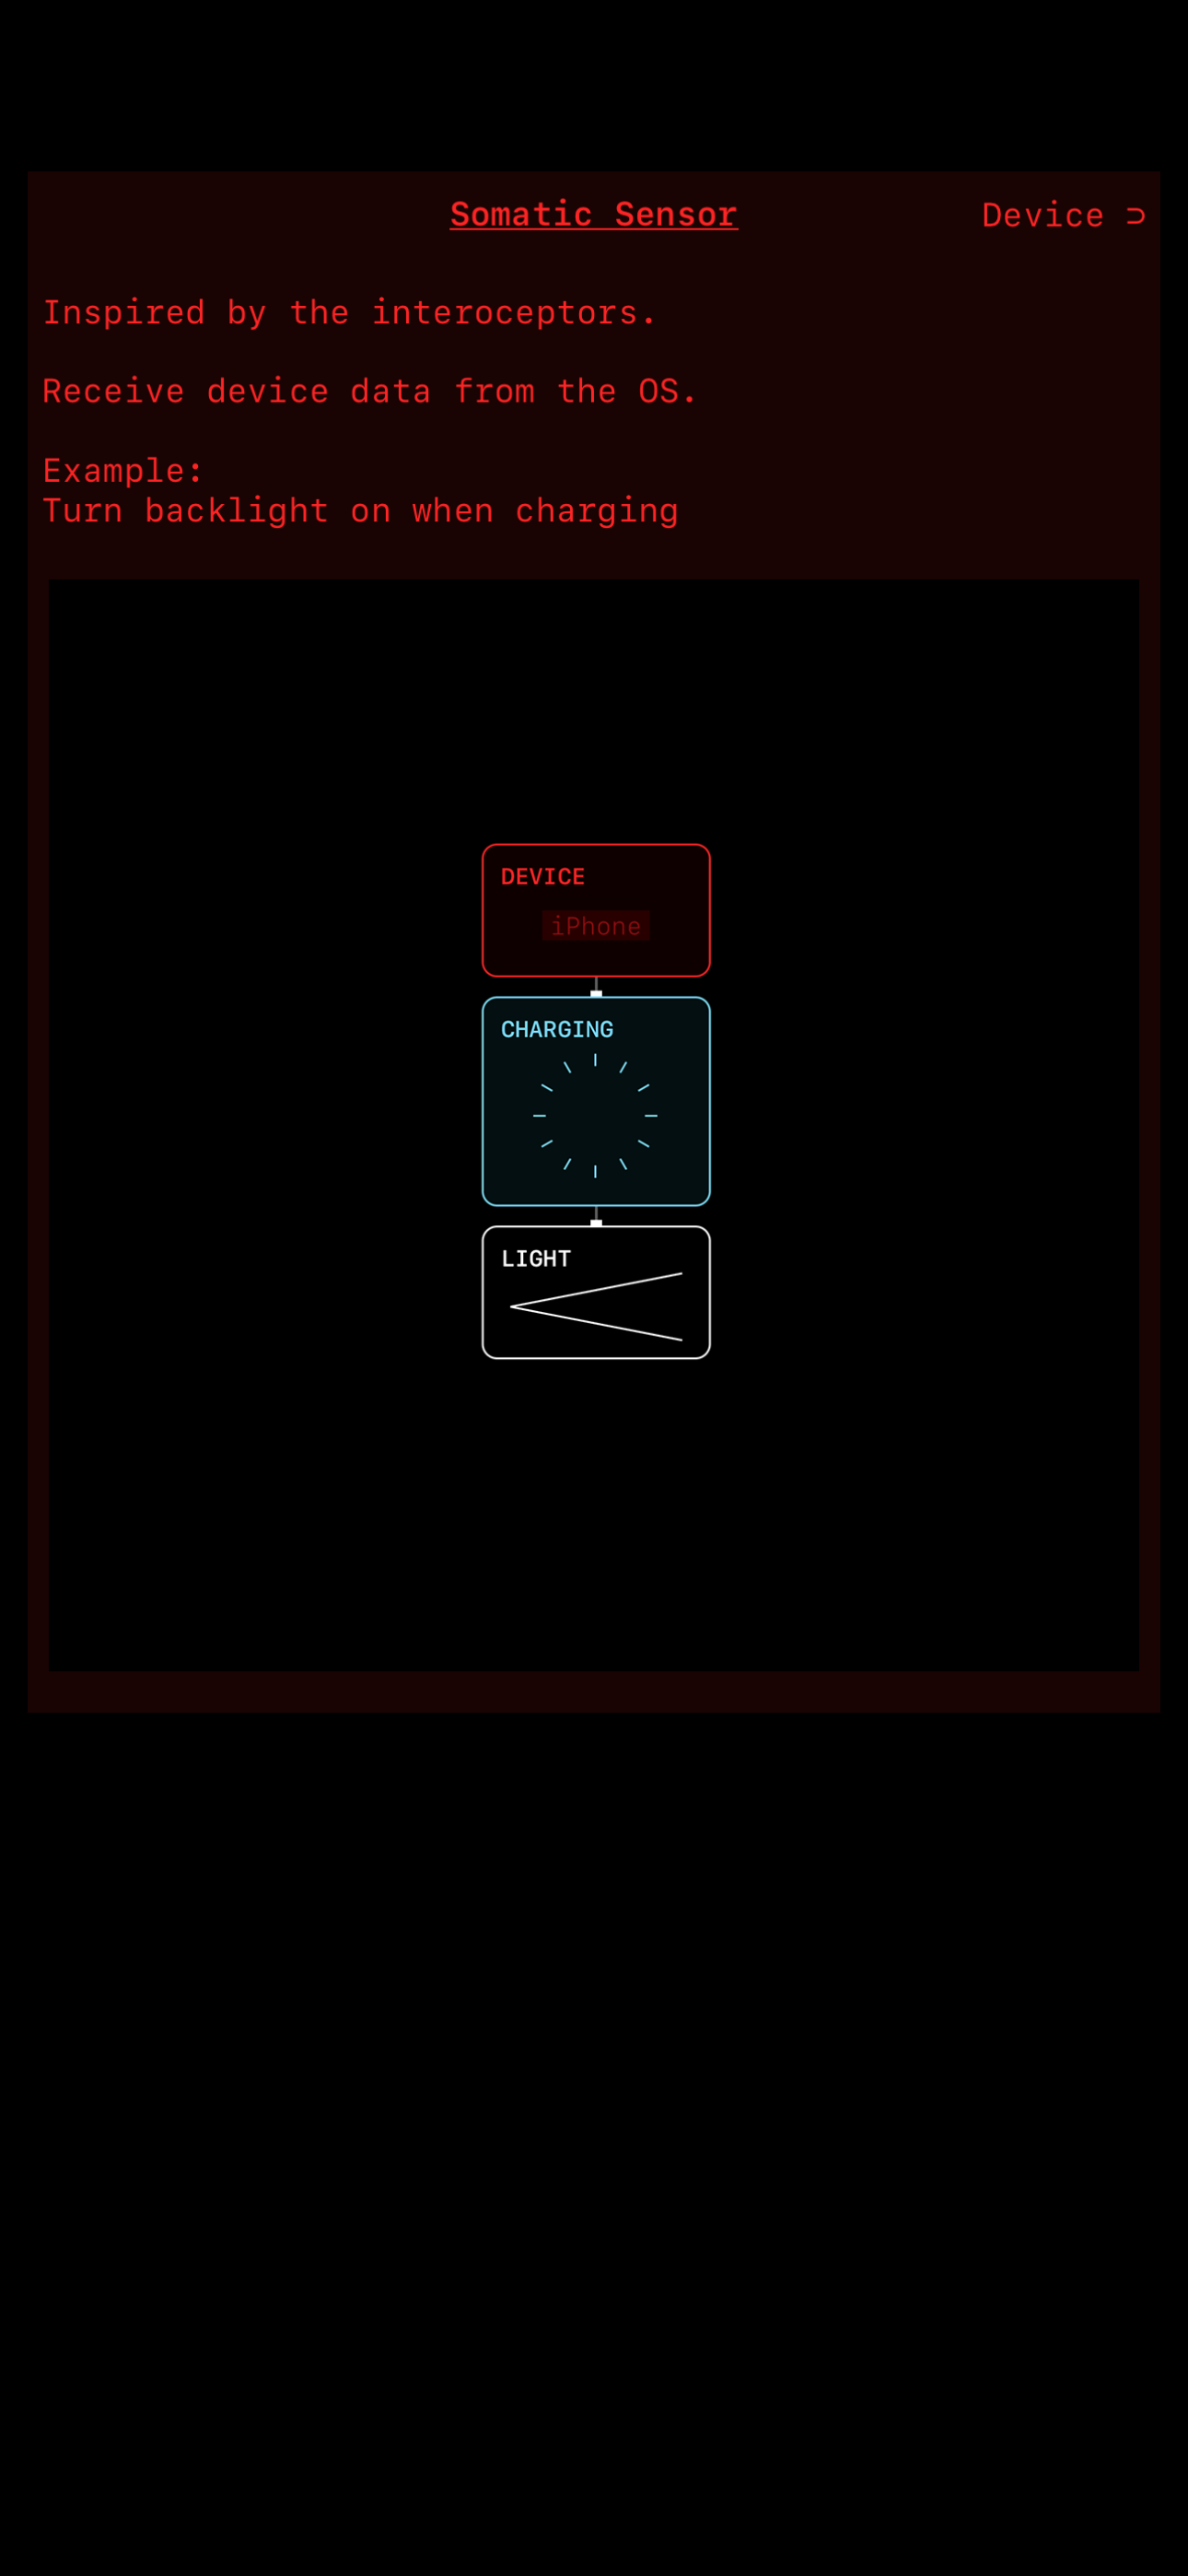 Somatic Sensor
Device ⊃
Inspired by the interoceptors.
Receive device data from the OS.
Example:
Turn backlight on when charging
DEVICE
iPhone
CHARGING
LIGHT